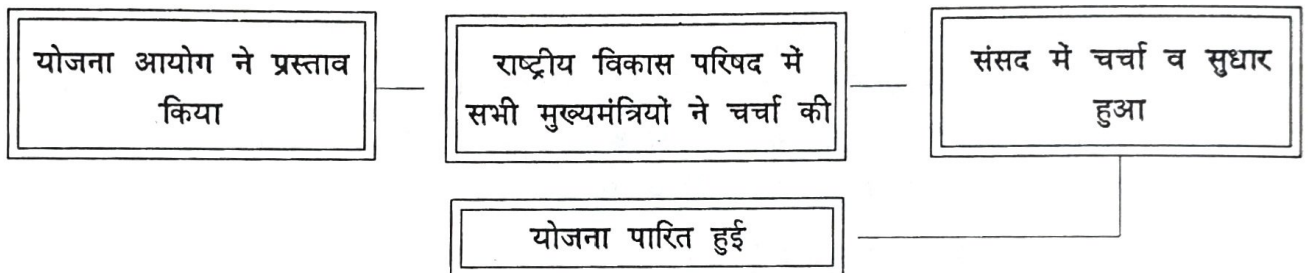 योजना आयोग ने प्रस्ताव
किया
राष्ट्रीय विकास परिषद में
सभी मुख्यमंत्रियों ने चर्चा की
संसद में चर्चा व सुधार
हुआ
योजना पारित हुई